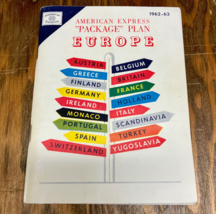 1962-63
AMERICAN EXPRESS
"PACKAGE" PLAN
EUROPE
AUSTRIA
BELGIUM
GREECE
BRITAIN
FINLAND
FRANCE
GERMANY
HOLLAND
IRELAND
ITALY
MONACO
SCANDINAVIA
PORTUGAL
TURKEY
SPAIN
YUGOSLAVIA
SWITZERLAND